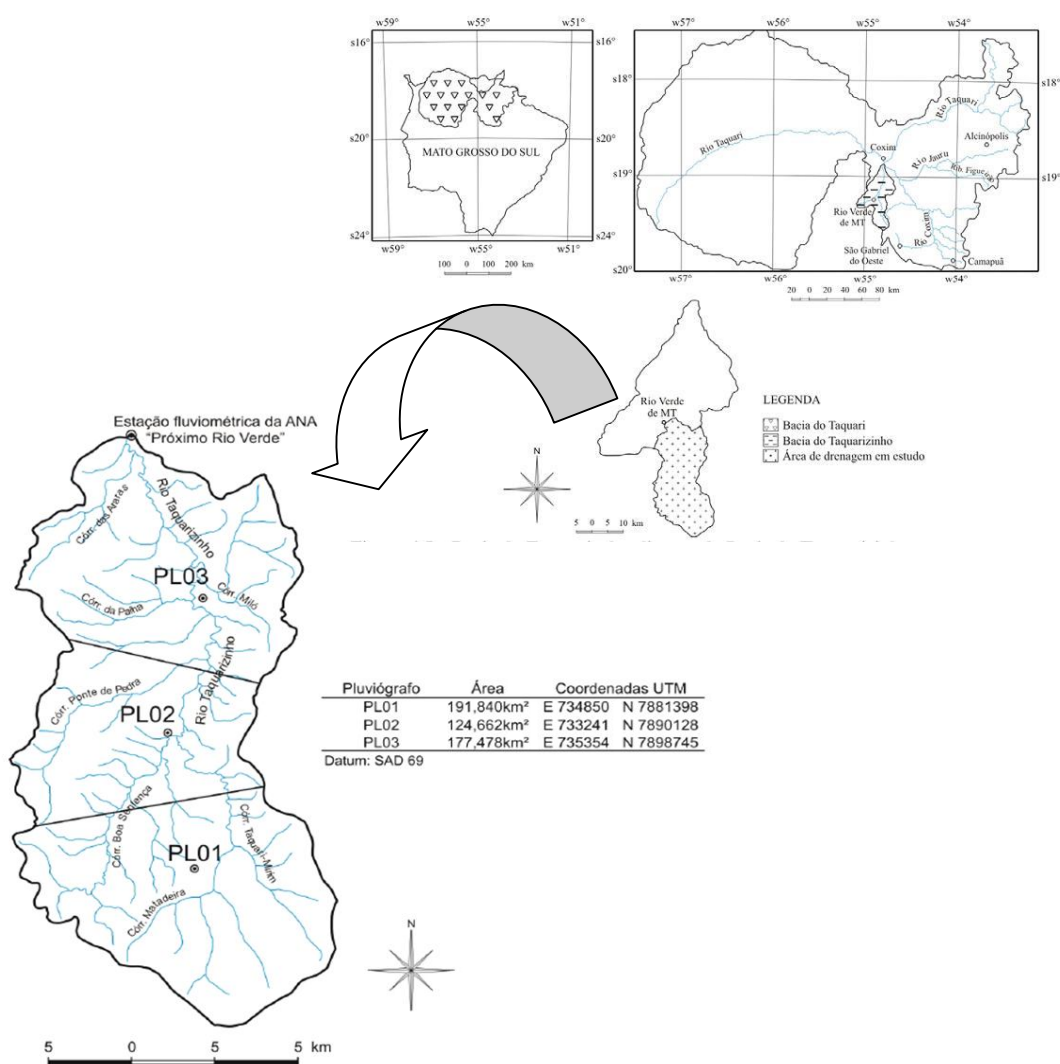 w59° w55° w51°
s16°
s20°
s24°
MATO GROSSO DO SUL
w59° w55° w51°
100 0 100 200 km
w57° w56° w55° w54°
s18°
s19°
s20°
s18°
s19°
Rio Taquari
Rio Taquari
Alcinópolis
Coxim
Rio Jauru
Rib. Figueirão
Rio Verde
de MT
Rio Coxim
São Gabriel
do Oeste
Camapuã
w57° w56° w55° w54°
20 0 20 40 60 80 km
Rio Verde
de MT
LEGENDA
Bacia do Taquari
Bacia do Taquarizinho
Área de drenagem em estudo
N
5 0 5 10 km
Estação fluviométrica da ANA
"Próximo Rio Verde"
Córr. das Araras
Rio Taquarizinho
PL03
Córr. Miló
Córr. da Palha
Rio Taquarizinho
Córr. Ponte de Pedra
PL02
Córr. Boa Sentença
Córr. Taquari-Mirim
PL01
Córr. Matadeira
Pluviógrafo Área Coordenadas UTM
PL01 191,840km² E 734850 N 7881398
PL02 124,662km² E 733241 N 7890128
PL03 177,478km² E 735354 N 7898745
Datum: SAD 69
N
5 0 5 5 km